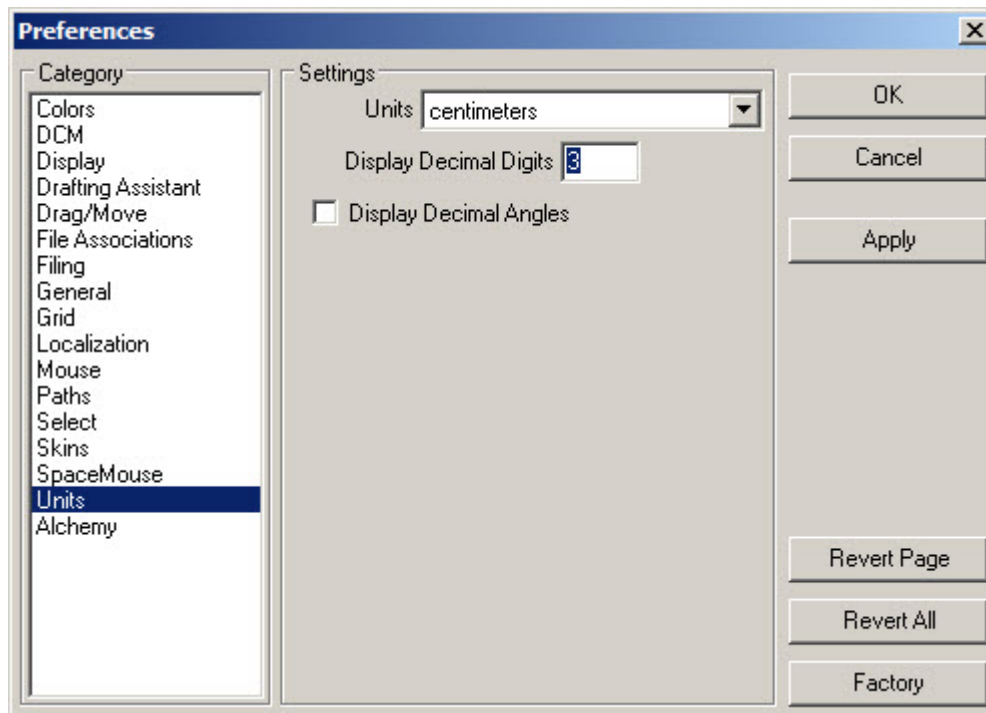 Preferences
Category
Colors
DCM
Display
Drafting Assistant
Drag/Move
File Associations
Filing
General
Grid
Localization
Mouse
Paths
Select
Skins
SpaceMouse
Units
Alchemy
Settings
Units centimeters
Display Decimal Digits 3
Display Decimal Angles
OK
Cancel
Apply
Revert Page
Revert All
Factory